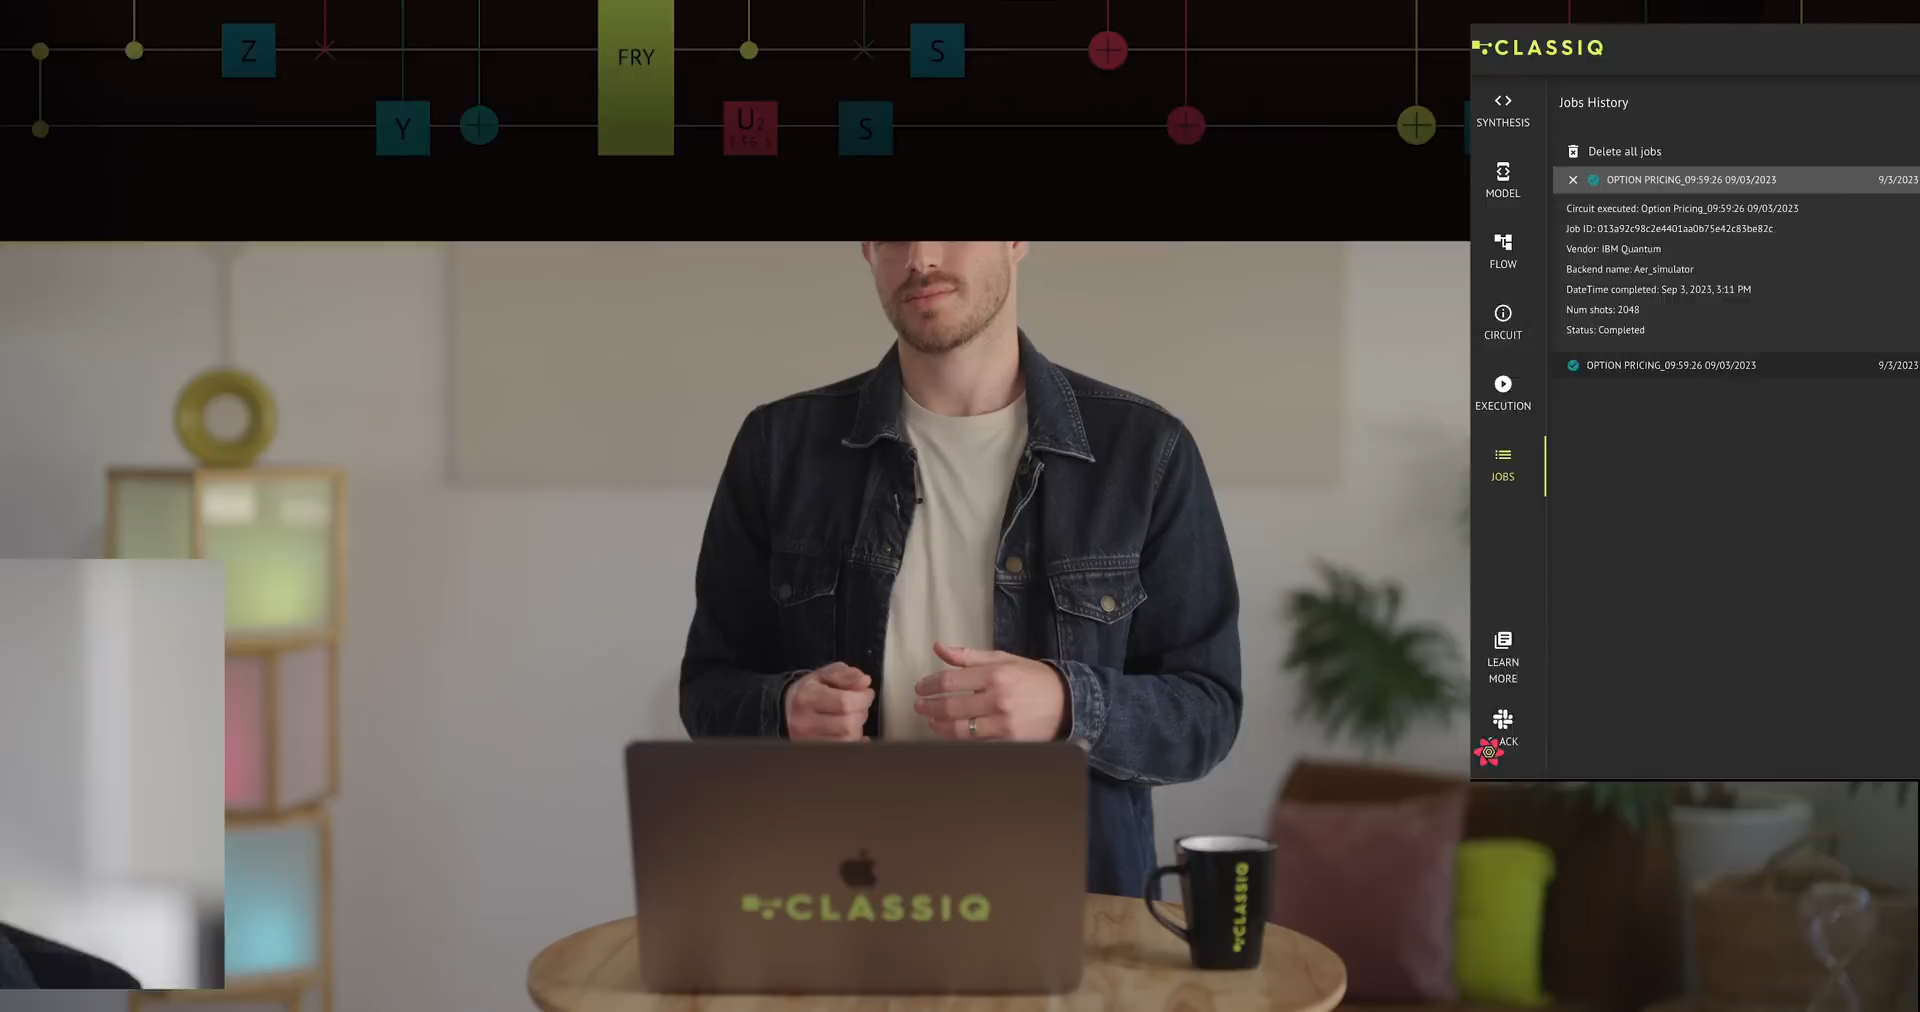 Z
FRY
S
Y
U2
S
CLASSIQ
SYNTHESIS
MODEL
FLOW
CIRCUIT
EXECUTION
JOBS
LEARN
MORE
Jobs History
Delete all jobs
OPTION PRICING_09:59:26 09/03/2023 9/3/2023
Circuit executed: Option Pricing_09:59:26 09/03/2023
Job ID: 013a92c98c2e4401aa0b75e42c83be82c
Vendor: IBM Quantum
Backend name: Aer_simulator
DateTime completed: Sep 3, 2023, 3:11 PM
Num shots: 2048
Status: Completed
OPTION PRICING_09:59:26 09/03/2023 9/3/2023
CLASSIQ
CLASSIQ